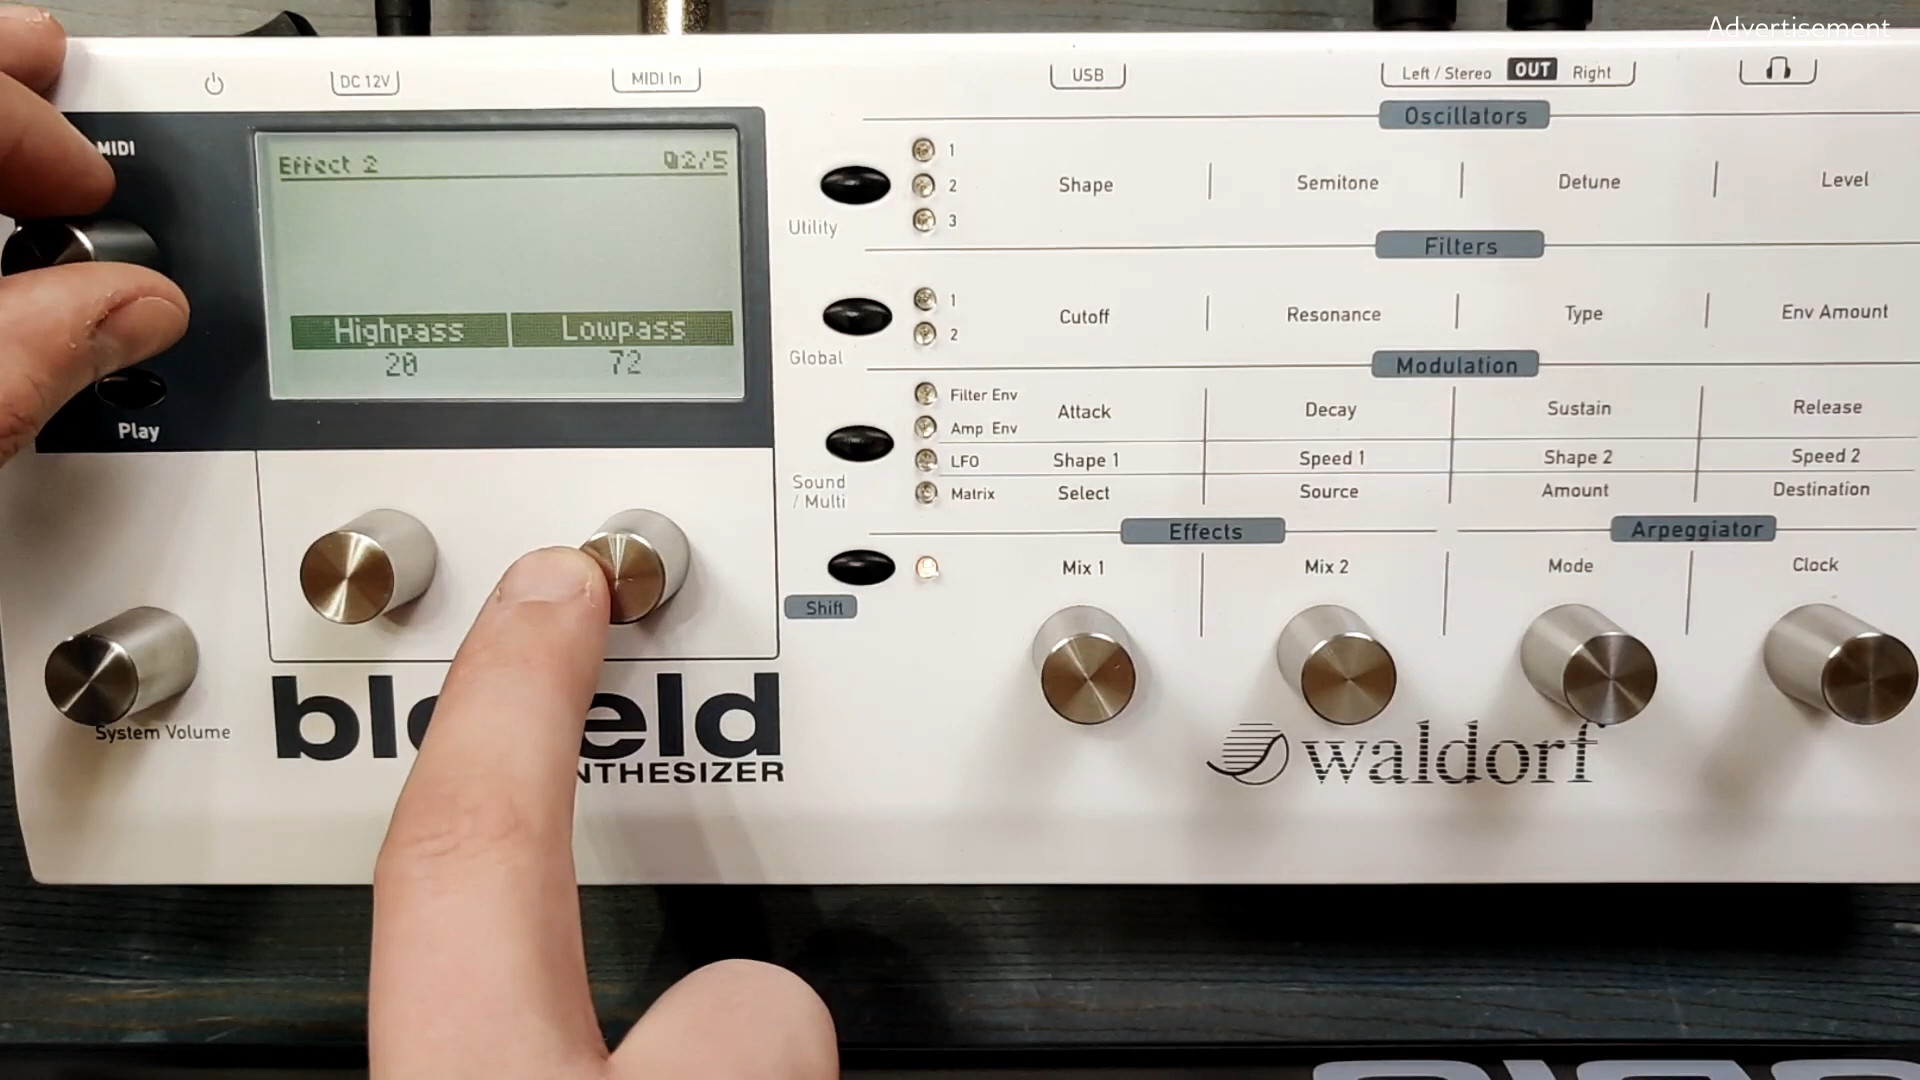 Advertisement
DC 12V
MIDI In
USB
Left / Stereo OUT Right
MIDI
Effect 2 2/5
Highpass Lowpass
20 72
Play
System Volume
Oscillators
1
2
3
Shape Semitone Detune Level
Utility
Filters
1
2
Cutoff Resonance Type Env Amount
Global
Modulation
Filter Env
Amp Env
Attack Decay Sustain Release
LFO Shape 1 Speed 1 Shape 2 Speed 2
Matrix Select Source Amount Destination
Sound
/ Multi
Effects Arpeggiator
Mix 1 Mix 2 Mode Clock
Shift
bl eld
NTHESIZER
waldorf